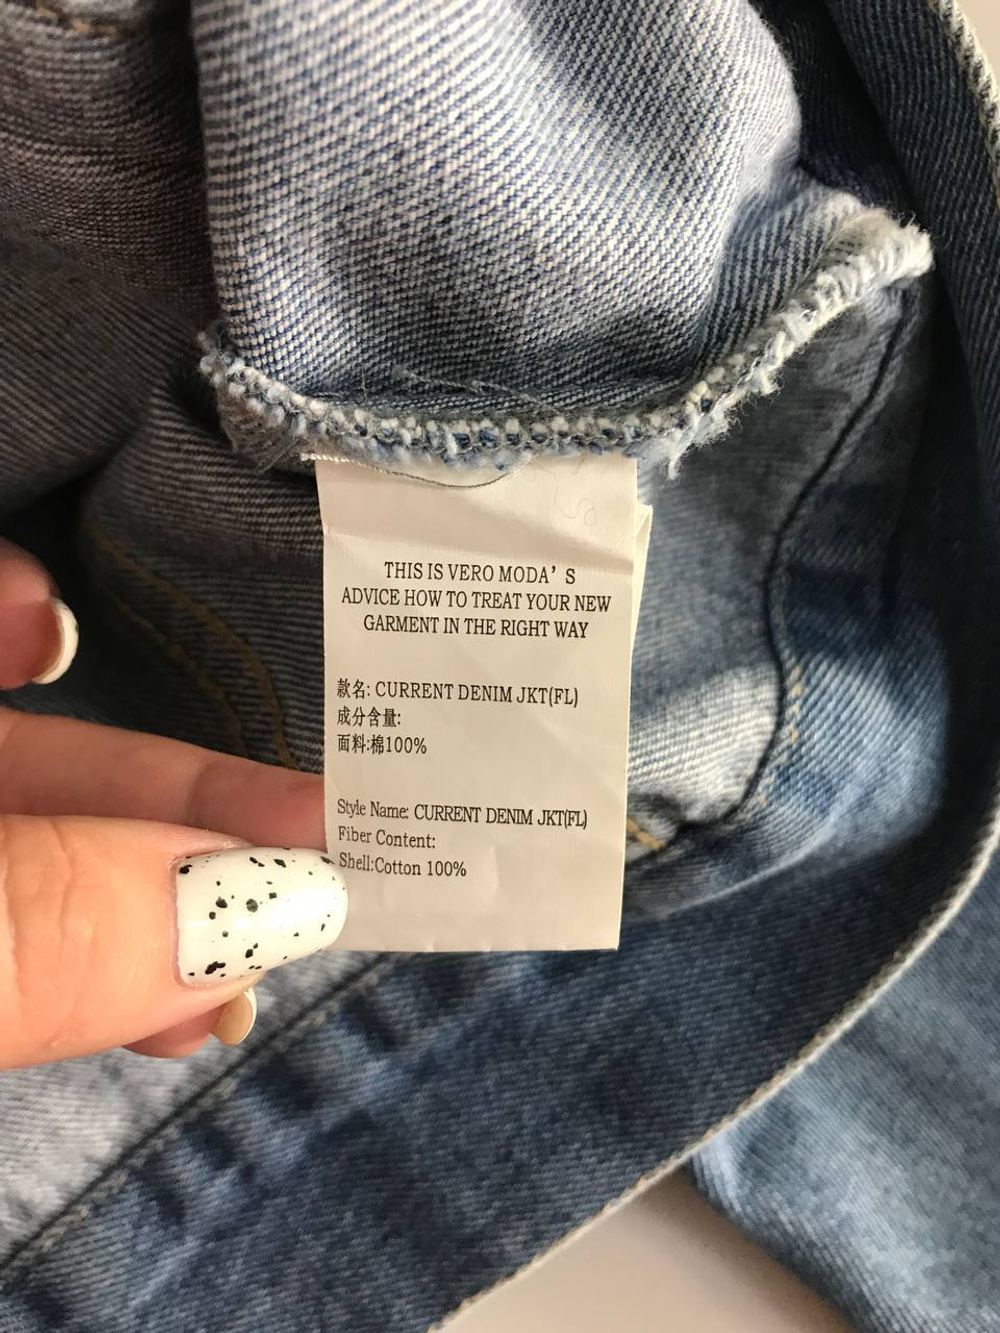 THIS IS VERO MODA’ S
ADVICE HOW TO TREAT YOUR NEW
GARMENT IN THE RIGHT WAY
款名: CURRENT DENIM JKT(FL)
成分含量:
面料:棉100%
Style Name: CURRENT DENIM JKT(FL)
Fiber Content:
Shell:Cotton 100%